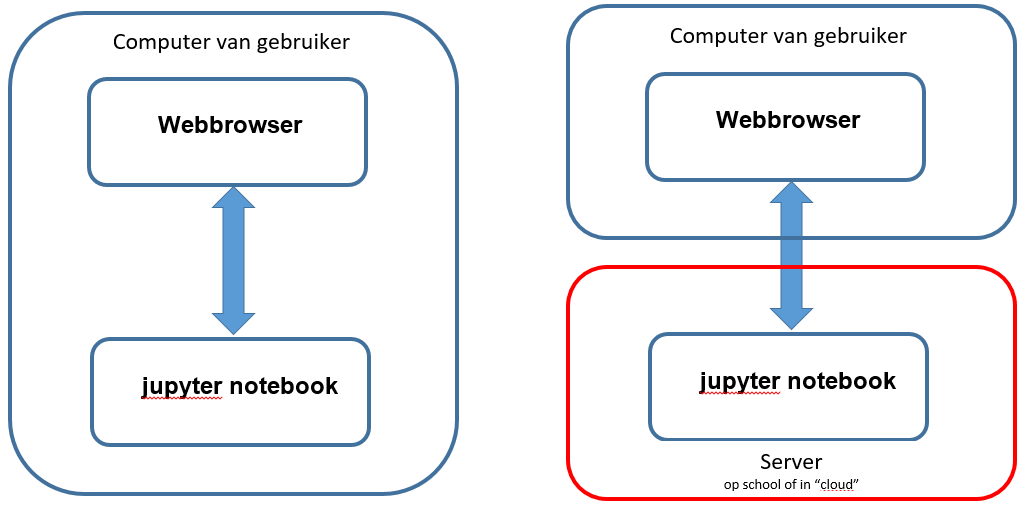 Computer van gebruiker
Webbrowser
jupyter notebook
Computer van gebruiker
Webbrowser
jupyter notebook
Server
op school of in “cloud”